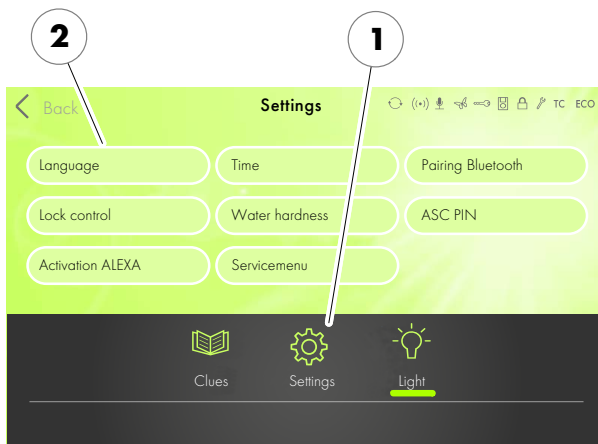 2 1
Back Settings TC ECO
Language Time Pairing Bluetooth
Lock control Water hardness ASC PIN
Activation ALEXA Servicemenu
Clues Settings Light